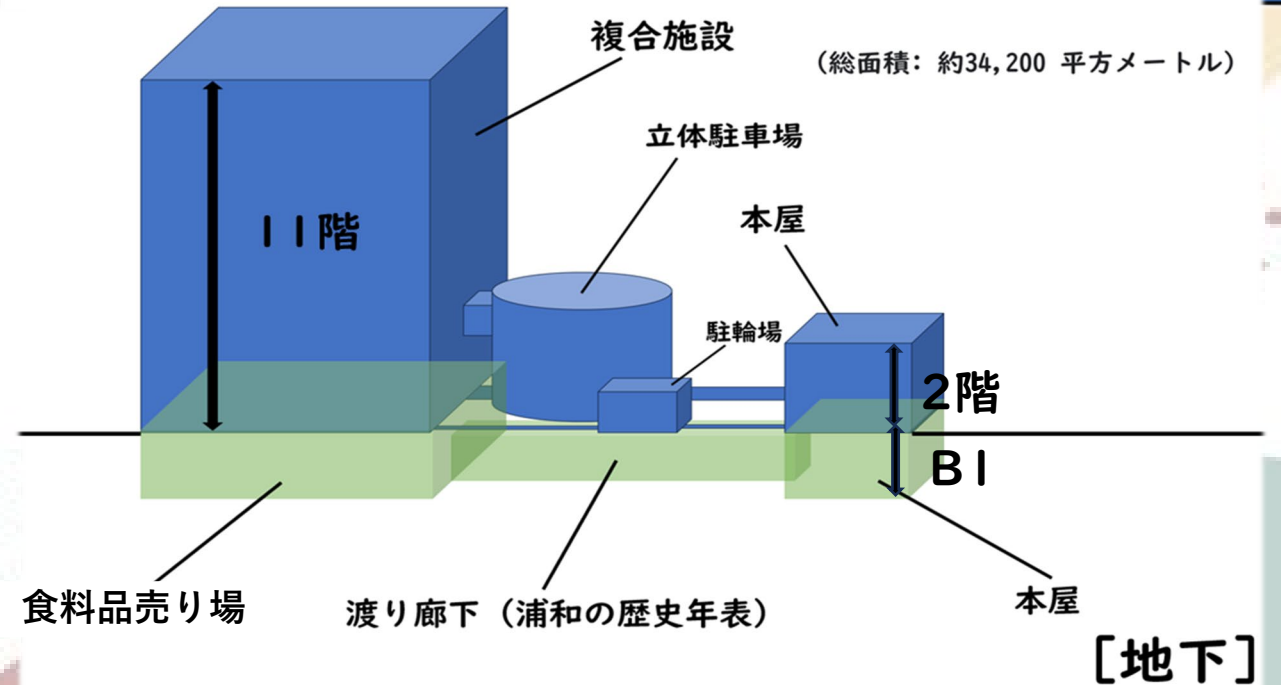 複合施設
(総面積: 約34,200 平方メートル)
立体駐車場
本屋
11階
駐輪場
2階
B1
食料品売り場
渡り廊下 (浦和の歴史年表)
本屋
[地下]